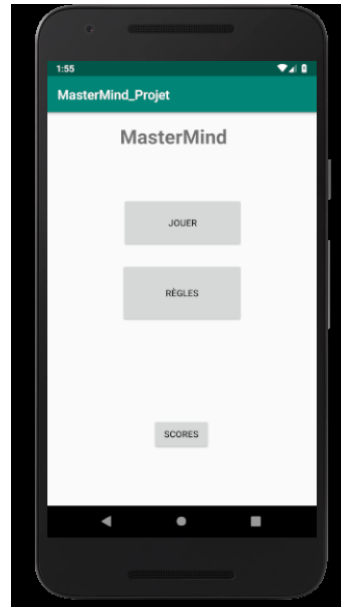 1:55
MasterMind_Projet
MasterMind
JOUER
RÈGLES
SCORES